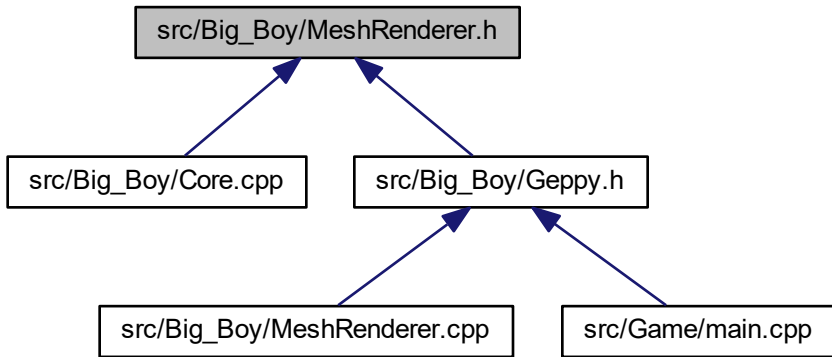 src/Big_Boy/MeshRenderer.h
src/Big_Boy/Core.cpp
src/Big_Boy/Geppy.h
src/Big_Boy/MeshRenderer.cpp
src/Game/main.cpp